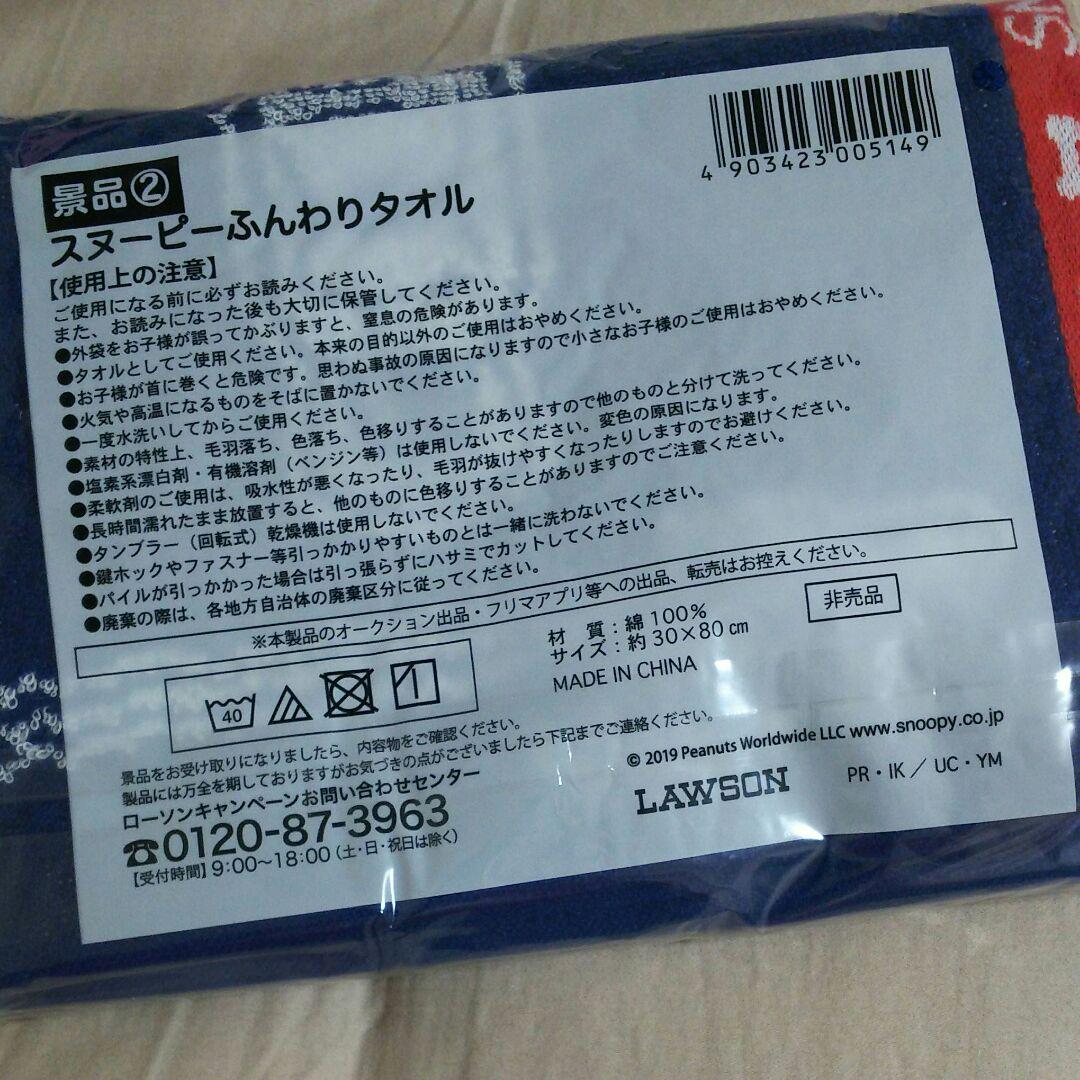 景品②
スヌーピーふんわりタオル
4 903423 005149
【使用上の注意】
ご使用になる前に必ずお読みください。
また、お読みになった後も大切に保管してください。
●外袋をお子様が誤ってかぶりますと、窒息の危険があります。
●タオルとしてご使用ください。本来の目的以外のご使用はおやめください。
●お子様が首に巻くと危険です。思わぬ事故の原因になりますので小さなお子様のご使用はおやめください。
●火気や高温になるものをそばに置かないでください。
●一度水洗いしてからご使用ください。
●素材の特性上、毛羽落ち、色落ち、色移りすることがありますので他のものと分けて洗ってください。
●塩素系漂白剤・有機溶剤（ベンジン等）は使用しないでください。変色の原因になります。
●柔軟剤のご使用は、吸水性が悪くなったり、毛羽が抜けやすくなったりしますのでお避けください。
●長時間濡れたまま放置すると、他のものに色移りすることがありますのでご注意ください。
●タンブラー（回転式）乾燥機は使用しないでください。
●鍵ホックやファスナー等引っかかりやすいものとは一緒に洗わないでください。
●パイルが引っかかった場合は引っ張らずにハサミでカットしてください。
●廃棄の際は、各地方自治体の廃棄区分に従ってください。
※本製品のオークション出品・フリマアプリ等への出品、転売はお控えください。
40
材　質：綿100%
サイズ：約30×80㎝
MADE IN CHINA
非売品
景品をお受け取りになりましたら、内容物をご確認ください。
製品には万全を期しておりますがお気づきの点がございましたら下記までご連絡ください。
ローソンキャンペーンお問い合わせセンター
☎0120-87-3963
【受付時間】9:00〜18:00（土・日・祝日は除く）
© 2019 Peanuts Worldwide LLC www.snoopy.co.jp
LAWSON
PR・IK／UC・YM